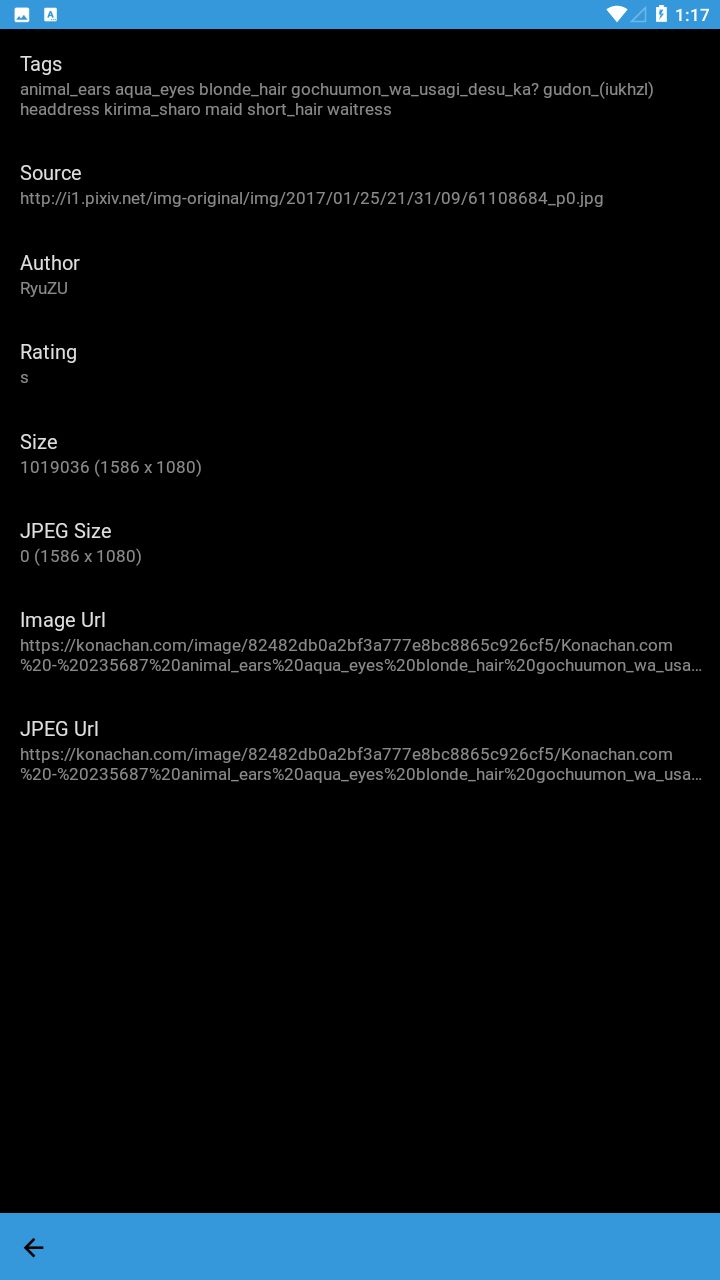 1:17
Tags
animal_ears aqua_eyes blonde_hair gochuumon_wa_usagi_desu_ka? gudon_(iukhzl)
headdress kirima_sharo maid short_hair waitress
Source
http://i1.pixiv.net/img-original/img/2017/01/25/21/31/09/61108684_p0.jpg
Author
RyuZU
Rating
s
Size
1019036 (1586 x 1080)
JPEG Size
0 (1586 x 1080)
Image Url
https://konachan.com/image/82482db0a2bf3a777e8bc8865c926cf5/Konachan.com
%20-%20235687%20animal_ears%20aqua_eyes%20blonde_hair%20gochuumon_wa_usa…
JPEG Url
https://konachan.com/image/82482db0a2bf3a777e8bc8865c926cf5/Konachan.com
%20-%20235687%20animal_ears%20aqua_eyes%20blonde_hair%20gochuumon_wa_usa…